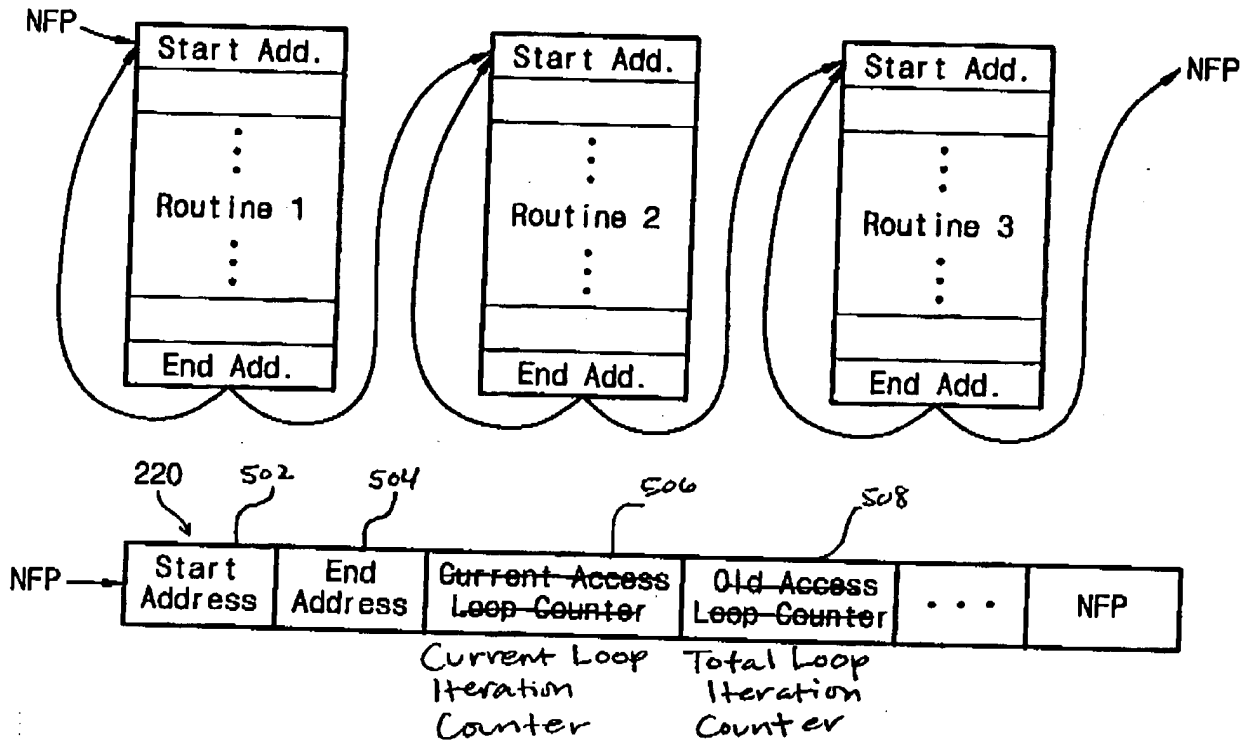 NFP
Start Add.
Routine 1
End Add.
Start Add.
Routine 2
End Add.
Start Add.
Routine 3
End Add.
NFP
220
502
504
506
508
NFP
Start
Address
End
Address
Current Access
Loop Counter
Old Access
Loop Counter
NFP
Current Loop
Iteration
Counter
Total Loop
Iteration
Counter